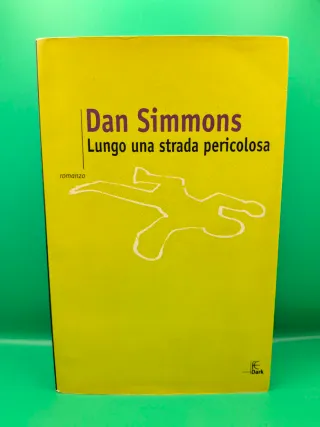 Dan Simmons
Lungo una strada pericolosa
romanzo
Dark